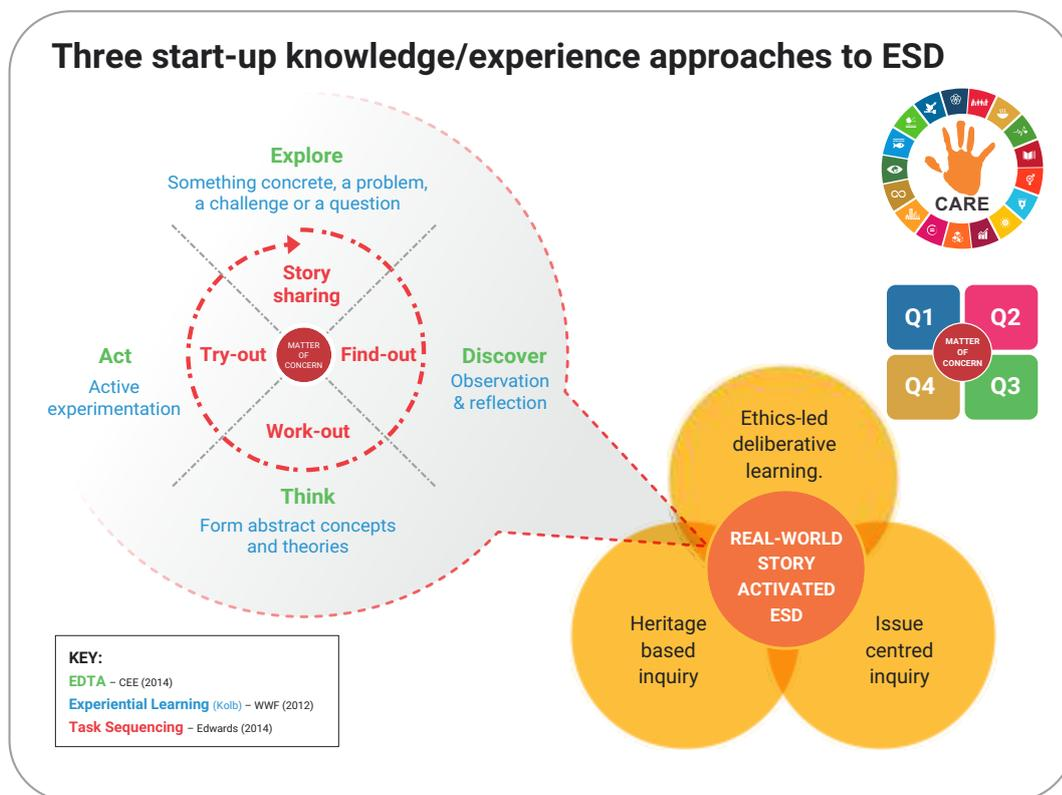 Three start-up knowledge/experience approaches to ESD
Explore
Something concrete, a problem,
a challenge or a question
Story
sharing
Try-out
MATTER
OF
CONCERN
Find-out
Work-out
Act
Active
experimentation
Discover
Observation
& reflection
Think
Form abstract concepts
and theories
CARE
Q1
Q2
MATTER
OF
CONCERN
Q4
Q3
Ethics-led
deliberative
learning.
REAL-WORLD
STORY
ACTIVATED
ESD
Heritage
based
inquiry
Issue
centred
inquiry
KEY:
EDTA – CEE (2014)
Experiential Learning (Kolb) – WWF (2012)
Task Sequencing – Edwards (2014)